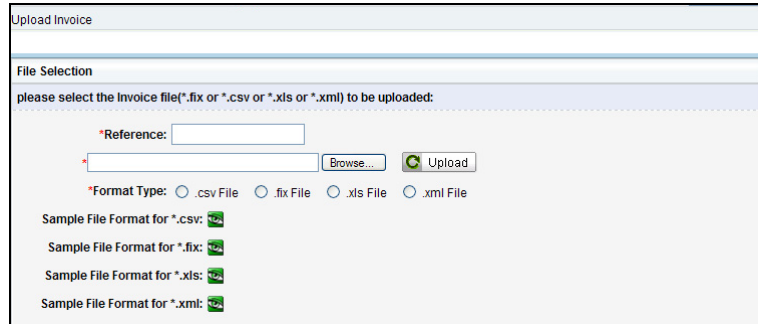 Upload Invoice
File Selection
please select the Invoice file(*.fix or *.csv or *.xls or *.xml) to be uploaded:
*Reference:
* Browse... Upload
*Format Type: .csv File .fix File .xls File .xml File
Sample File Format for *.csv:
Sample File Format for *.fix:
Sample File Format for *.xls:
Sample File Format for *.xml: